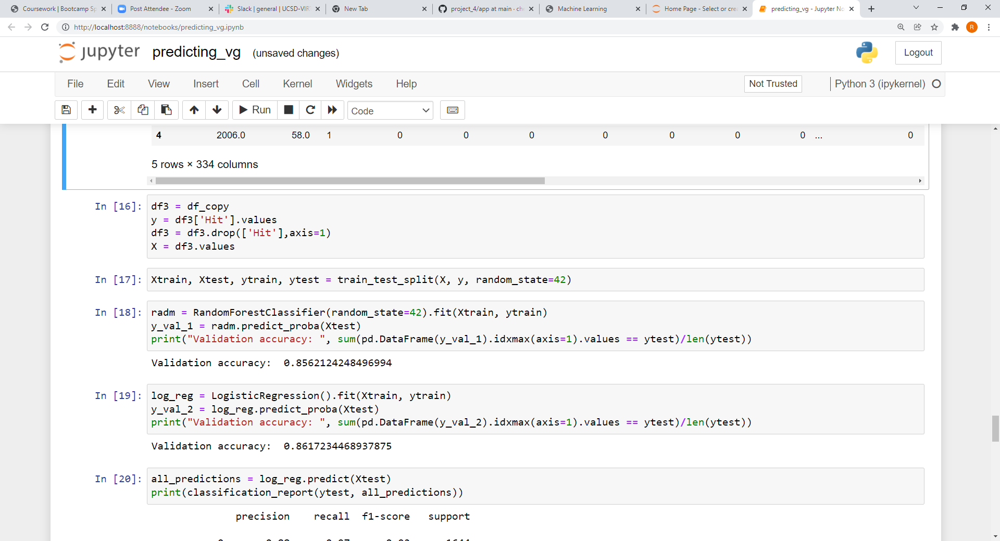 Coursework | Bootcamp Sp
Post Attendee - Zoom
Slack | general | UCSD-VIR
New Tab
project_4/app at main · ch
Machine Learning
Home Page - Select or crea
predicting_vg - Jupyter No
http://localhost:8888/notebooks/predicting_vg.ipynb
R
jupyter predicting_vg (unsaved changes)
Logout
File Edit View Insert Cell Kernel Widgets Help
Not Trusted
Python 3 (ipykernel)
Run
Code
4 2006.0 58.0 1 0 0 0 0 0 0 0 ... 0
5 rows × 334 columns
In [16]: df3 = df_copy
y = df3['Hit'].values
df3 = df3.drop(['Hit'],axis=1)
X = df3.values
In [17]: Xtrain, Xtest, ytrain, ytest = train_test_split(X, y, random_state=42)
In [18]: radm = RandomForestClassifier(random_state=42).fit(Xtrain, ytrain)
y_val_1 = radm.predict_proba(Xtest)
print("Validation accuracy: ", sum(pd.DataFrame(y_val_1).idxmax(axis=1).values == ytest)/len(ytest))
Validation accuracy:  0.8562124248496994
In [19]: log_reg = LogisticRegression().fit(Xtrain, ytrain)
y_val_2 = log_reg.predict_proba(Xtest)
print("Validation accuracy: ", sum(pd.DataFrame(y_val_2).idxmax(axis=1).values == ytest)/len(ytest))
Validation accuracy:  0.8617234468937875
In [20]: all_predictions = log_reg.predict(Xtest)
print(classification_report(ytest, all_predictions))
precision recall f1-score support